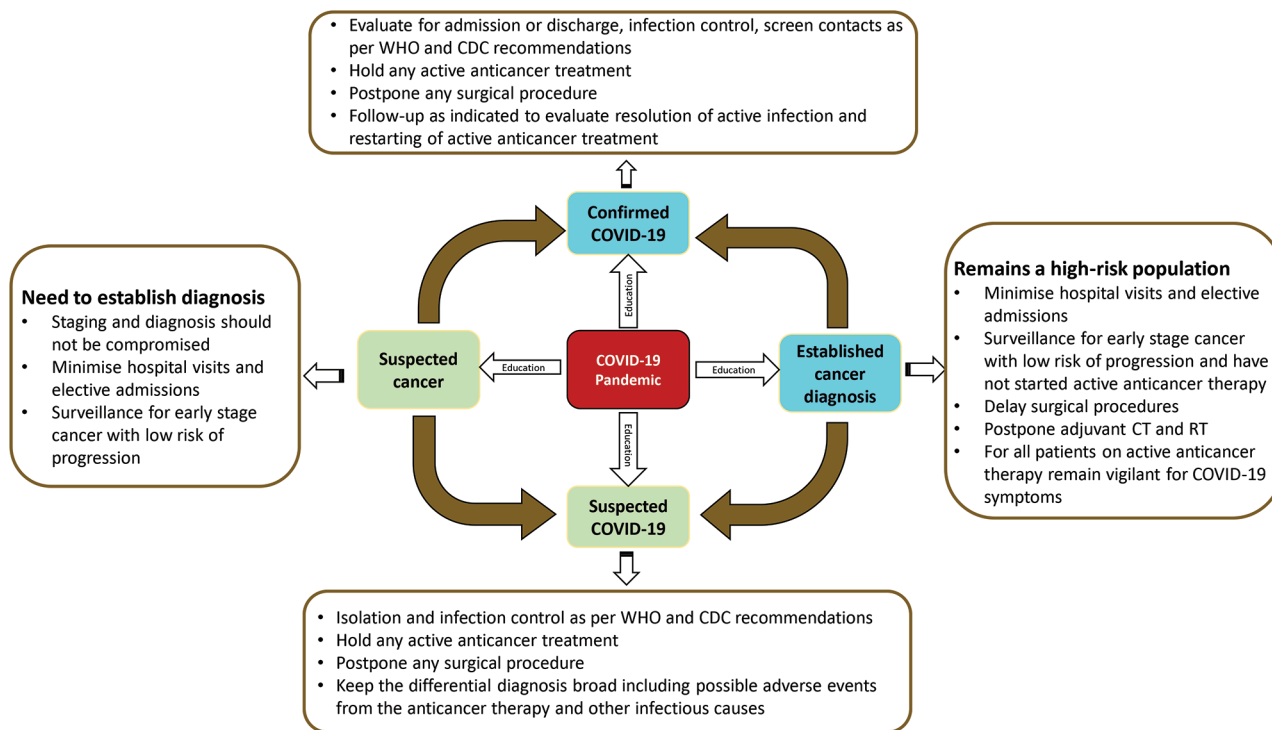 • Evaluate for admission or discharge, infection control, screen contacts as
per WHO and CDC recommendations
• Hold any active anticancer treatment
• Postpone any surgical procedure
• Follow-up as indicated to evaluate resolution of active infection and
restarting of active anticancer treatment
Confirmed
COVID-19
Education
Need to establish diagnosis
• Staging and diagnosis should
not be compromised
• Minimise hospital visits and
elective admissions
• Surveillance for early stage
cancer with low risk of
progression
Suspected
cancer
Education
COVID-19
Pandemic
Education
Established
cancer
diagnosis
Remains a high-risk population
• Minimise hospital visits and elective
admissions
• Surveillance for early stage cancer
with low risk of progression and have
not started active anticancer therapy
• Delay surgical procedures
• Postpone adjuvant CT and RT
• For all patients on active anticancer
therapy remain vigilant for COVID-19
symptoms
Education
Suspected
COVID-19
• Isolation and infection control as per WHO and CDC recommendations
• Hold any active anticancer treatment
• Postpone any surgical procedure
• Keep the differential diagnosis broad including possible adverse events
from the anticancer therapy and other infectious causes